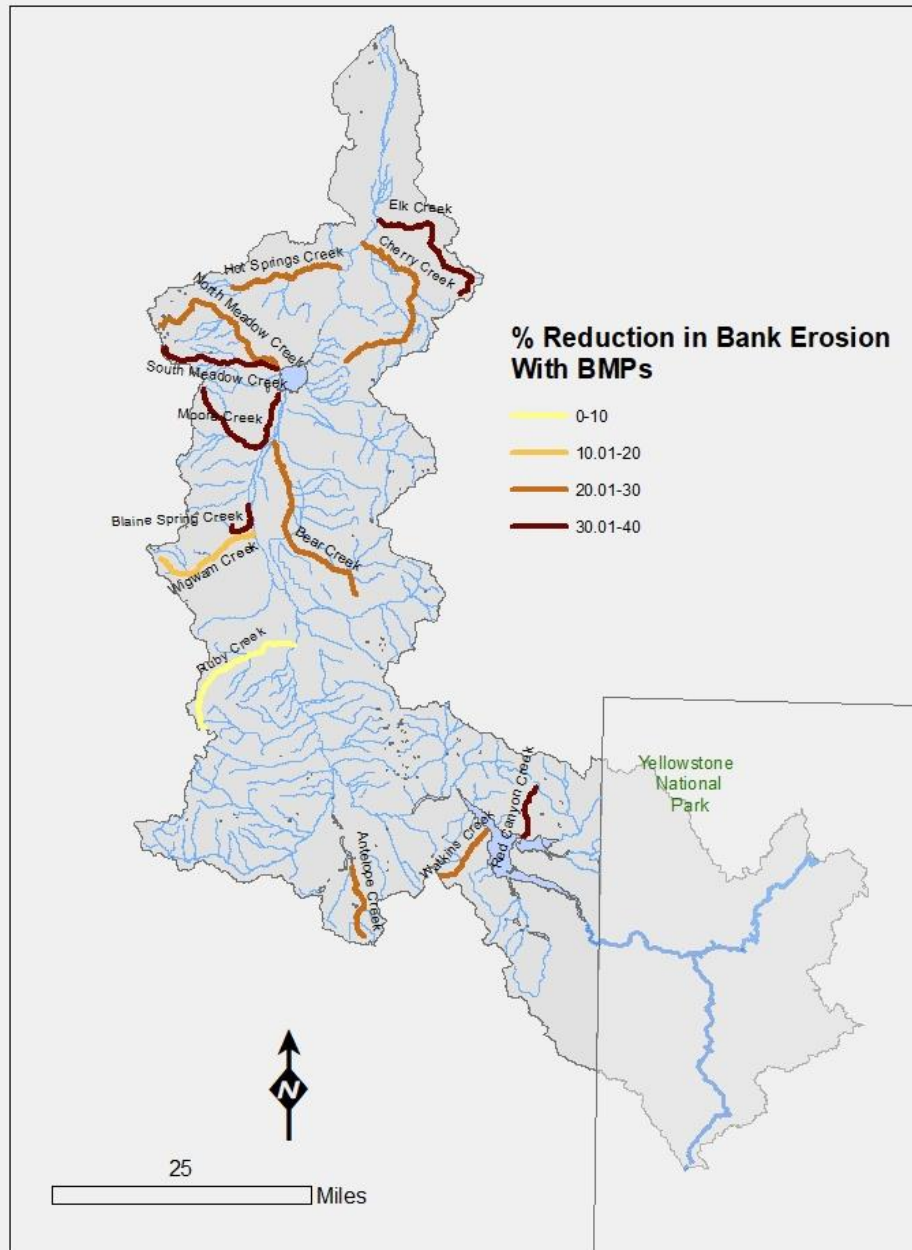 Elk Creek
Cherry Creek
Hot Springs Creek
North Meadow Creek
% Reduction in Bank Erosion
With BMPs
South Meadow Creek
0-10
Moore Creek
10.01-20
20.01-30
Blaine Spring Creek
30.01-40
Bear Creek
Wigwam Creek
Ruby Creek
Yellowstone
National
Park
Red Canyon Creek
Watkins Creek
Antelope Creek
N
25
Miles